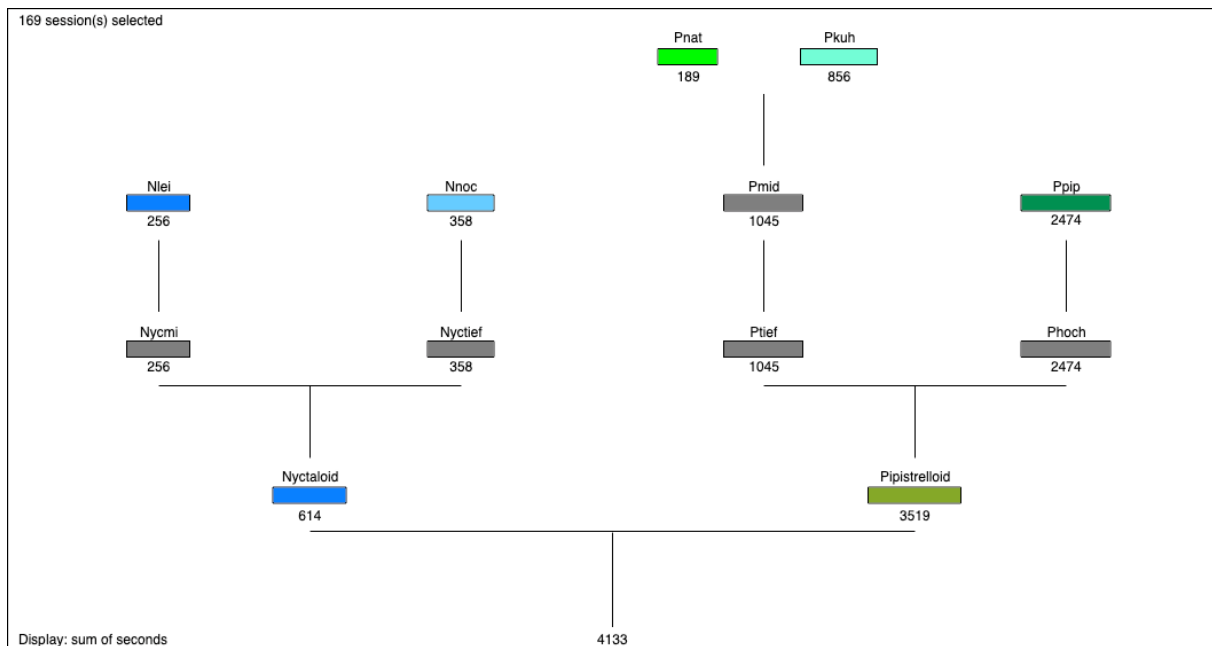 169 session(s) selected
Pnat Pkuh
189 856
Nlei Nnoc Pmid Ppip
256 358 1045 2474
Nycmi Nyctief Ptief Phoch
256 358 1045 2474
Nyctaloid Pipistrelloid
614 3519
Display: sum of seconds 4133